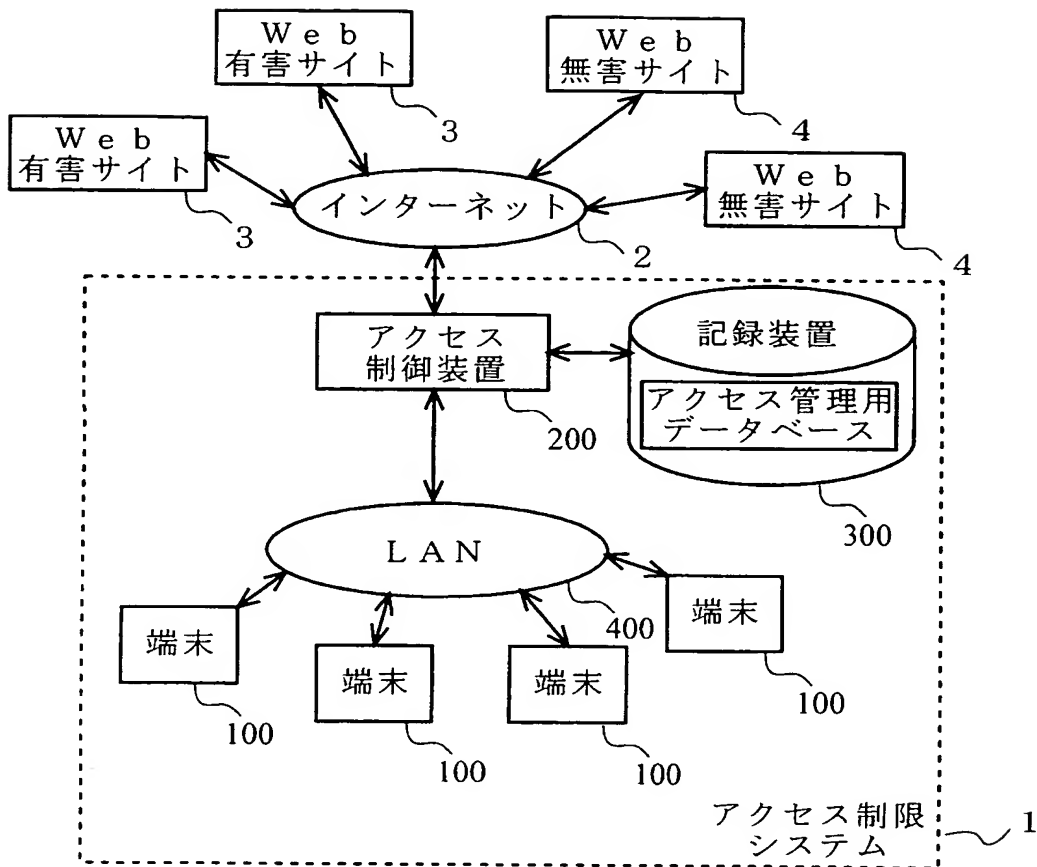 Web
有害サイト
3
Web
無害サイト
4
Web
有害サイト
3
インターネット
2
Web
無害サイト
4
アクセス
制御装置
200
記録装置
アクセス管理用
データベース
300
LAN
400
端末
100
端末
100
端末
100
端末
100
アクセス制限
システム
1